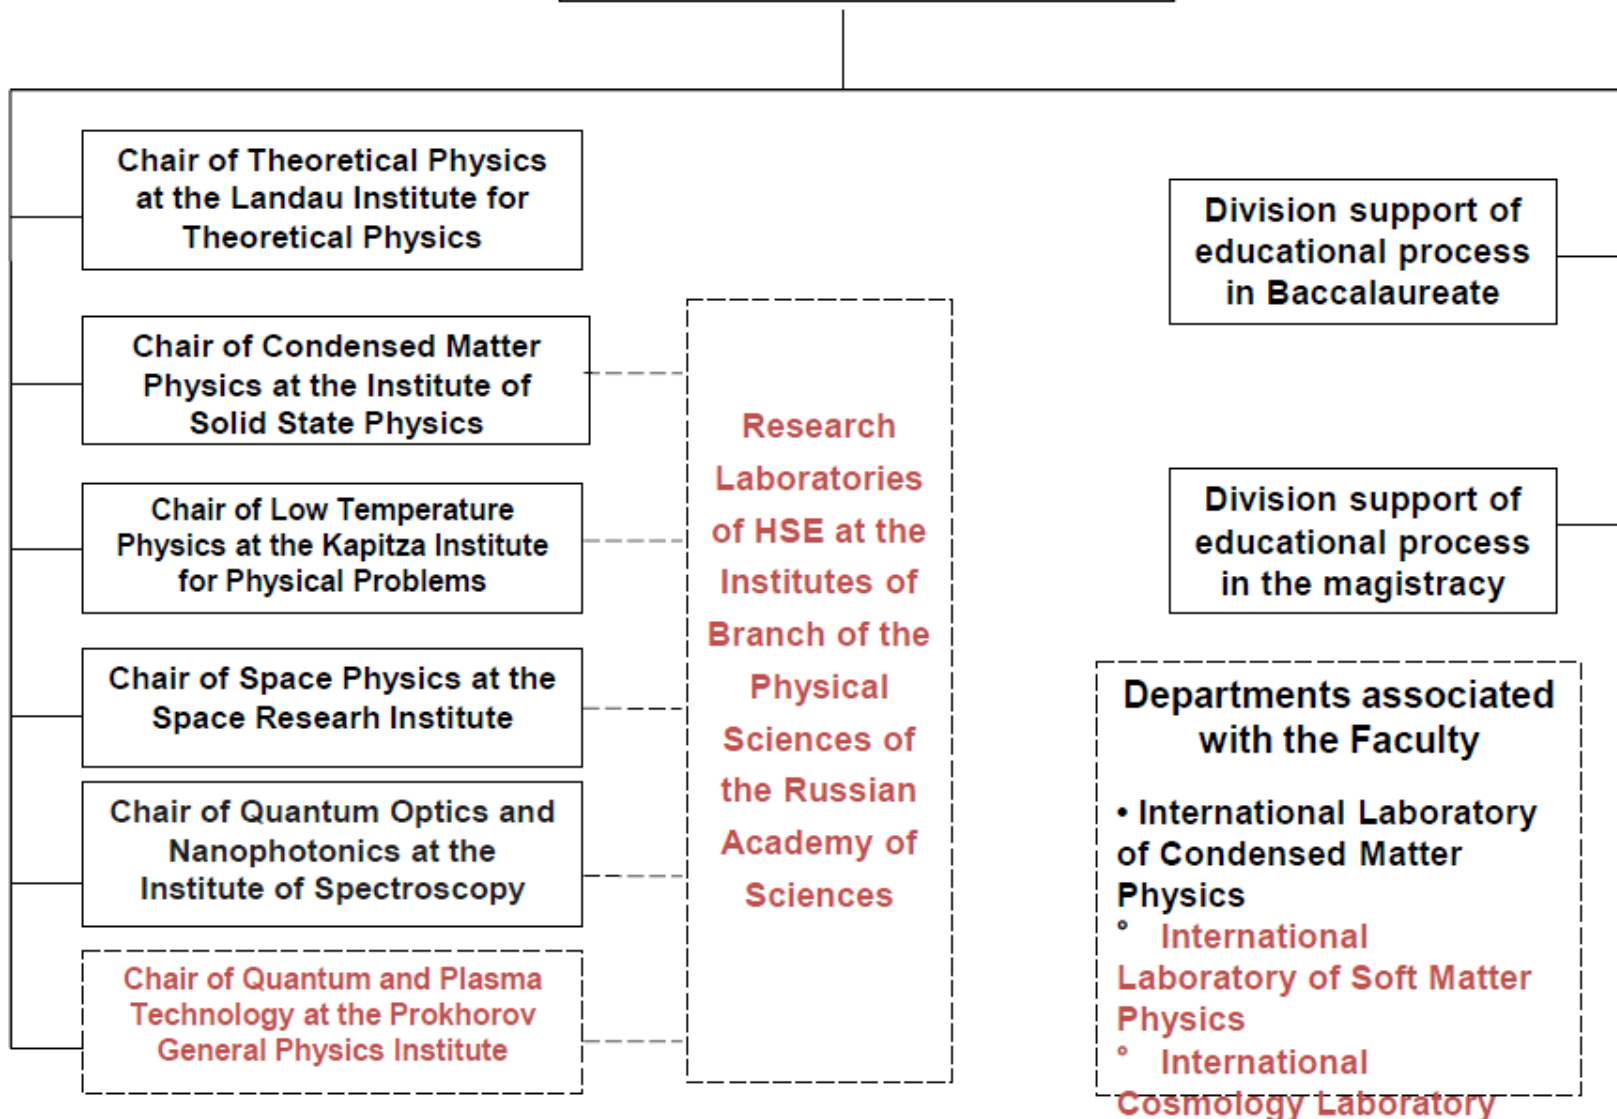 Chair of Theoretical Physics
at the Landau Institute for
Theoretical Physics
Chair of Condensed Matter
Physics at the Institute of
Solid State Physics
Chair of Low Temperature
Physics at the Kapitza Institute
for Physical Problems
Chair of Space Physics at the
Space Researh Institute
Chair of Quantum Optics and
Nanophotonics at the
Institute of Spectroscopy
Chair of Quantum and Plasma
Technology at the Prokhorov
General Physics Institute
Research
Laboratories
of HSE at the
Institutes of
Branch of the
Physical
Sciences of
the Russian
Academy of
Sciences
Division support of
educational process
in Baccalaureate
Division support of
educational process
in the magistracy
Departments associated
with the Faculty
• International Laboratory
of Condensed Matter
Physics
° International
Laboratory of Soft Matter
Physics
° International
Cosmology Laboratory